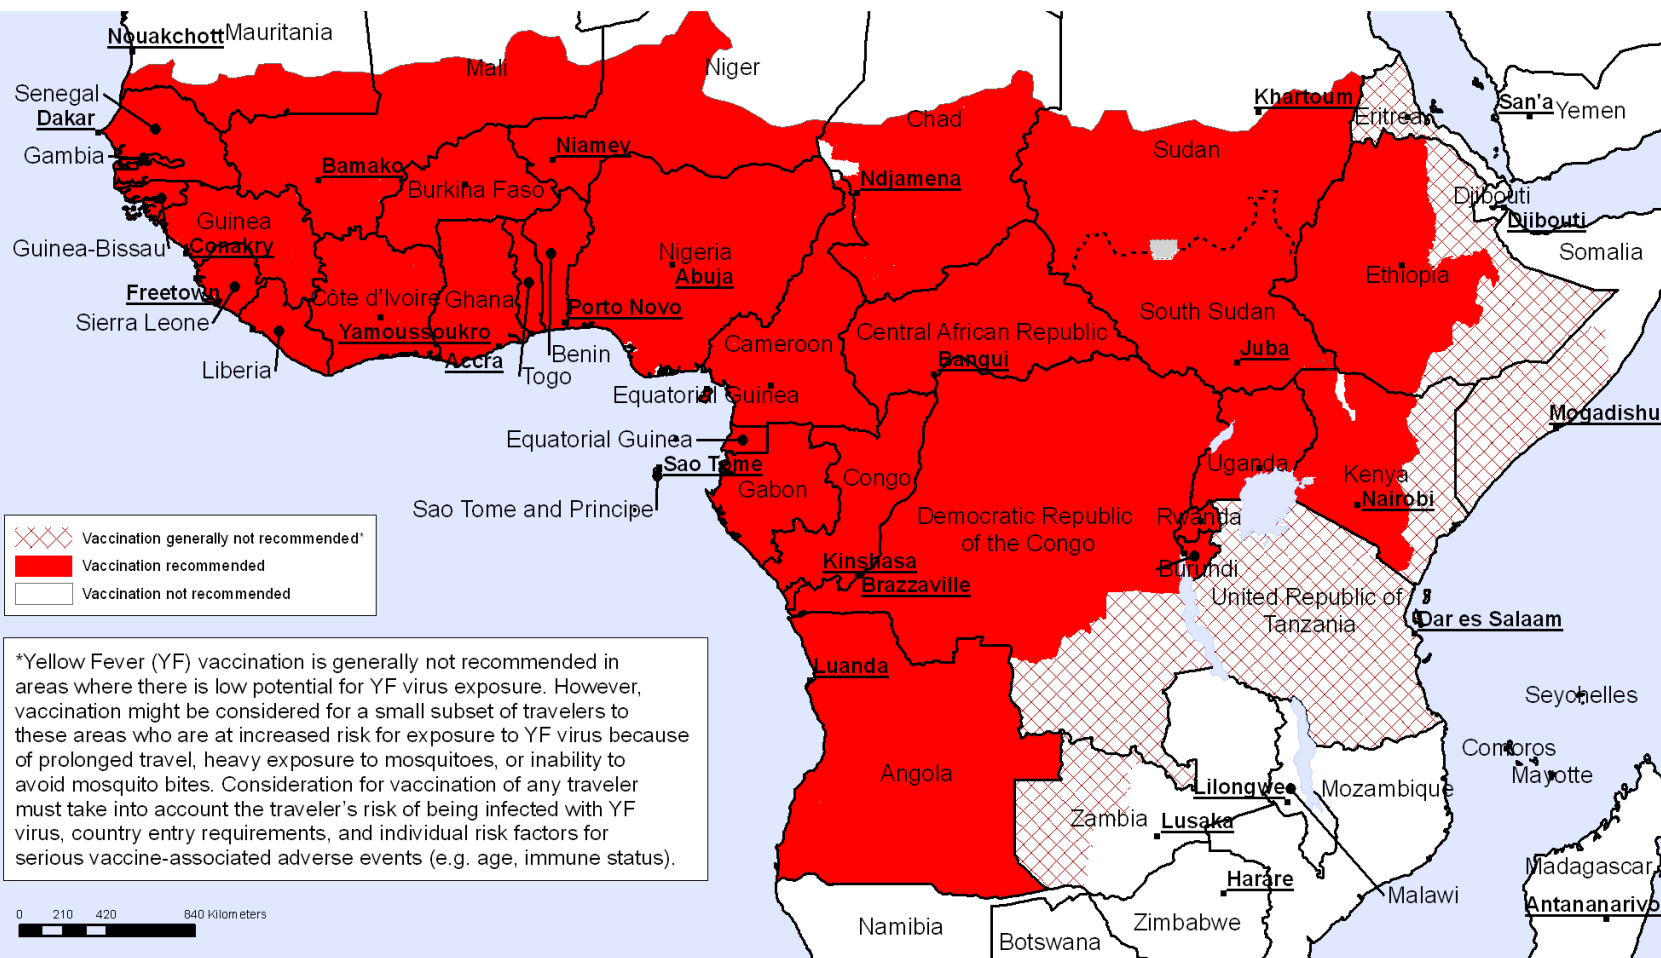 Nouakchott
Mauritania
Mali
Niger
Senegal
Dakar
Gambia
Bamako
Niamey
Burkina Faso
Chad
Ndjamena
Khartoum
Sudan
Eritrea
San'a
Yemen
Djibouti
Djibouti
Somalia
Guinea
Guinea-Bissau
Conakry
Nigeria
Abuja
Ethiopia
Freetown
Sierra Leone
Côte d'Ivoire
Ghana
Porto Novo
Yamoussoukro
Accra
Liberia
Benin
Togo
Cameroon
Central African Republic
Bangui
South Sudan
Juba
Equatorial Guinea
Equatorial Guinea
Mogadishu
Sao Tome
Gabon
Congo
Uganda
Kenya
Nairobi
Sao Tome and Principe
Democratic Republic
of the Congo
Rwanda
Kinshasa
Brazzaville
Burundi
United Republic of
Tanzania
Dar es Salaam
Luanda
Seychelles
Comoros
Mayotte
Angola
Lilongwe
Mozambique
Zambia
Lusaka
Harare
Malawi
Madagascar
Antananarivo
Namibia
Botswana
Zimbabwe
Vaccination generally not recommended*
Vaccination recommended
Vaccination not recommended
*Yellow Fever (YF) vaccination is generally not recommended in
areas where there is low potential for YF virus exposure. However,
vaccination might be considered for a small subset of travelers to
these areas who are at increased risk for exposure to YF virus because
of prolonged travel, heavy exposure to mosquitoes, or inability to
avoid mosquito bites. Consideration for vaccination of any traveler
must take into account the traveler's risk of being infected with YF
virus, country entry requirements, and individual risk factors for
serious vaccine-associated adverse events (e.g. age, immune status).
0 210 420 840 Kilometers